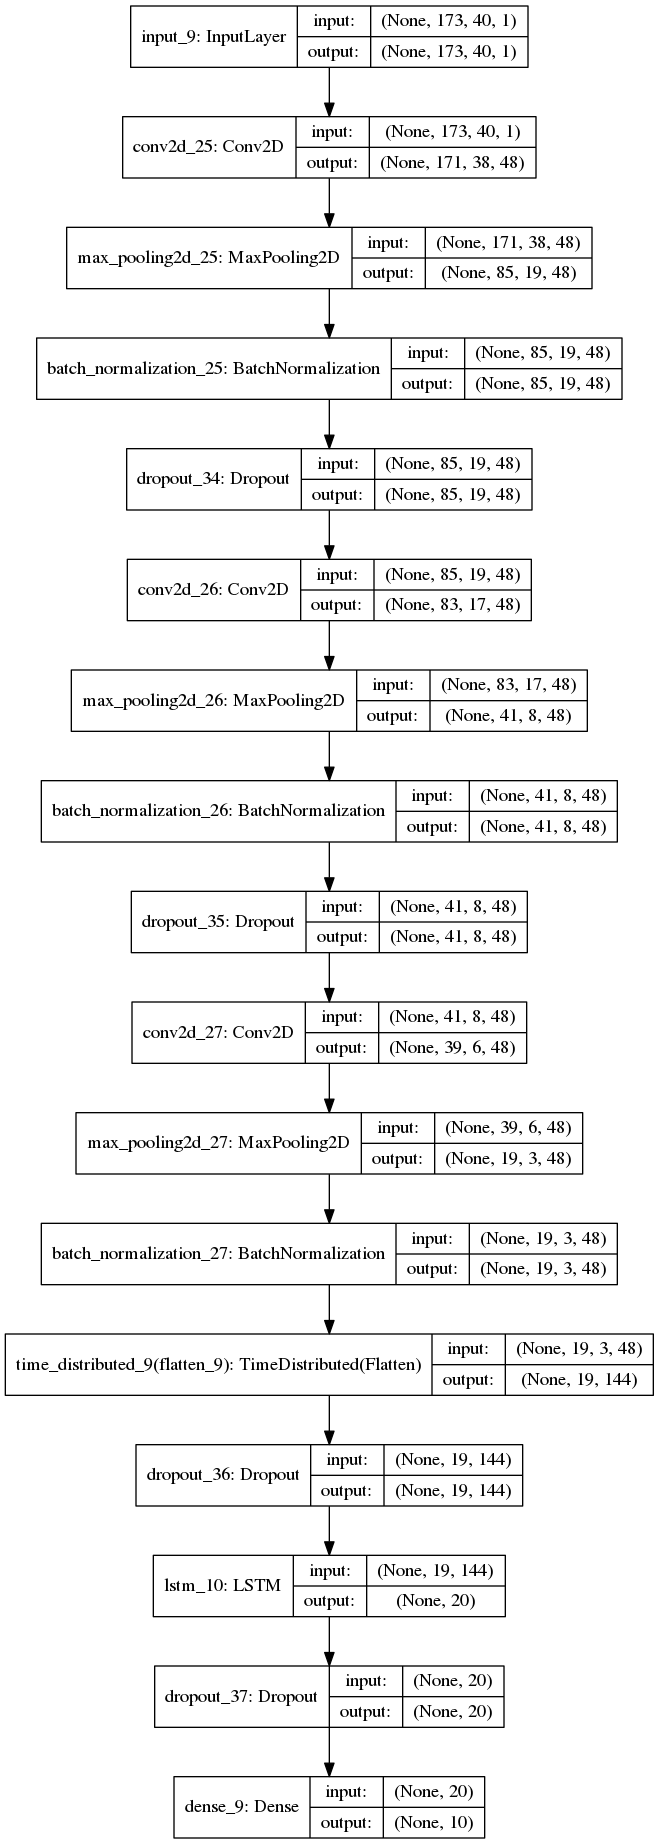 input_9: InputLayer
input: (None, 173, 40, 1)
output: (None, 173, 40, 1)
conv2d_25: Conv2D
input: (None, 173, 40, 1)
output: (None, 171, 38, 48)
max_pooling2d_25: MaxPooling2D
input: (None, 171, 38, 48)
output: (None, 85, 19, 48)
batch_normalization_25: BatchNormalization
input: (None, 85, 19, 48)
output: (None, 85, 19, 48)
dropout_34: Dropout
input: (None, 85, 19, 48)
output: (None, 85, 19, 48)
conv2d_26: Conv2D
input: (None, 85, 19, 48)
output: (None, 83, 17, 48)
max_pooling2d_26: MaxPooling2D
input: (None, 83, 17, 48)
output: (None, 41, 8, 48)
batch_normalization_26: BatchNormalization
input: (None, 41, 8, 48)
output: (None, 41, 8, 48)
dropout_35: Dropout
input: (None, 41, 8, 48)
output: (None, 41, 8, 48)
conv2d_27: Conv2D
input: (None, 41, 8, 48)
output: (None, 39, 6, 48)
max_pooling2d_27: MaxPooling2D
input: (None, 39, 6, 48)
output: (None, 19, 3, 48)
batch_normalization_27: BatchNormalization
input: (None, 19, 3, 48)
output: (None, 19, 3, 48)
time_distributed_9(flatten_9): TimeDistributed(Flatten)
input: (None, 19, 3, 48)
output: (None, 19, 144)
dropout_36: Dropout
input: (None, 19, 144)
output: (None, 19, 144)
lstm_10: LSTM
input: (None, 19, 144)
output: (None, 20)
dropout_37: Dropout
input: (None, 20)
output: (None, 20)
dense_9: Dense
input: (None, 20)
output: (None, 10)